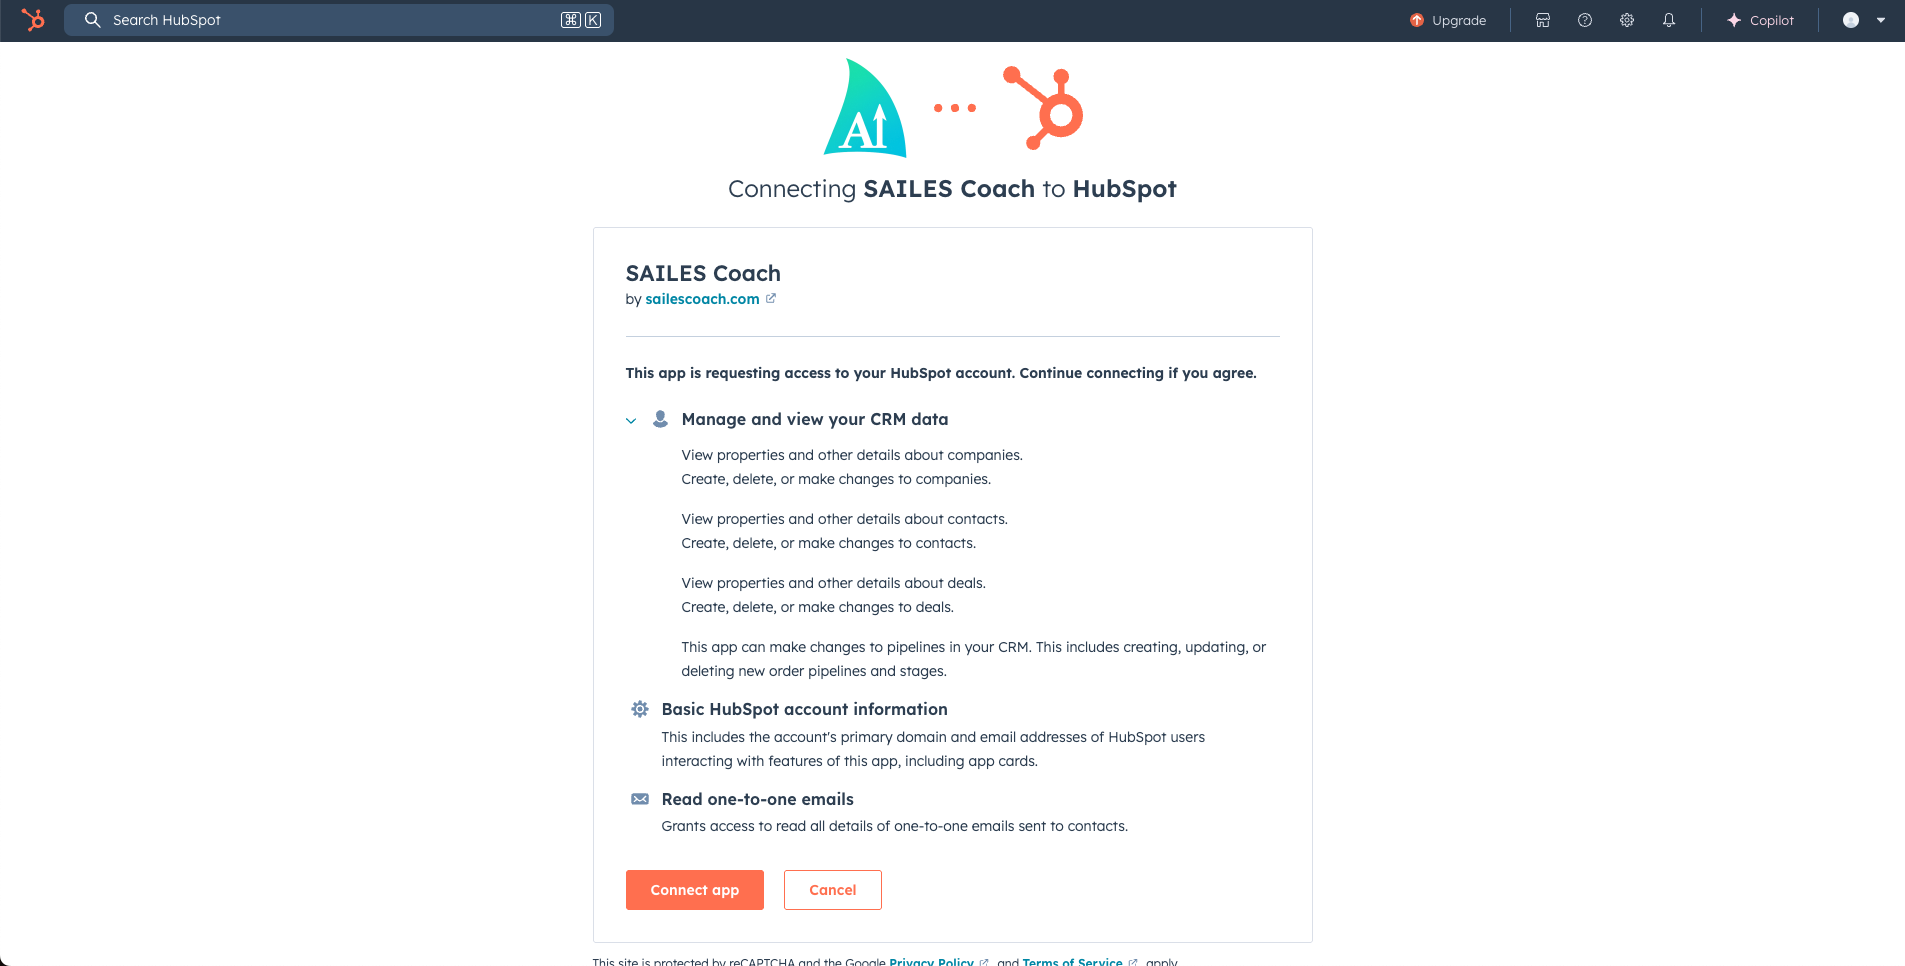 Search HubSpot
⌘ K
Upgrade
Copilot
AI
Connecting SAILES Coach to HubSpot
SAILES Coach
by sailescoach.com
This app is requesting access to your HubSpot account. Continue connecting if you agree.
Manage and view your CRM data
View properties and other details about companies.
Create, delete, or make changes to companies.
View properties and other details about contacts.
Create, delete, or make changes to contacts.
View properties and other details about deals.
Create, delete, or make changes to deals.
This app can make changes to pipelines in your CRM. This includes creating, updating, or
deleting new order pipelines and stages.
Basic HubSpot account information
This includes the account's primary domain and email addresses of HubSpot users
interacting with features of this app, including app cards.
Read one-to-one emails
Grants access to read all details of one-to-one emails sent to contacts.
Connect app
Cancel
This site is protected by reCAPTCHA and the Google Privacy Policy and Terms of Service apply